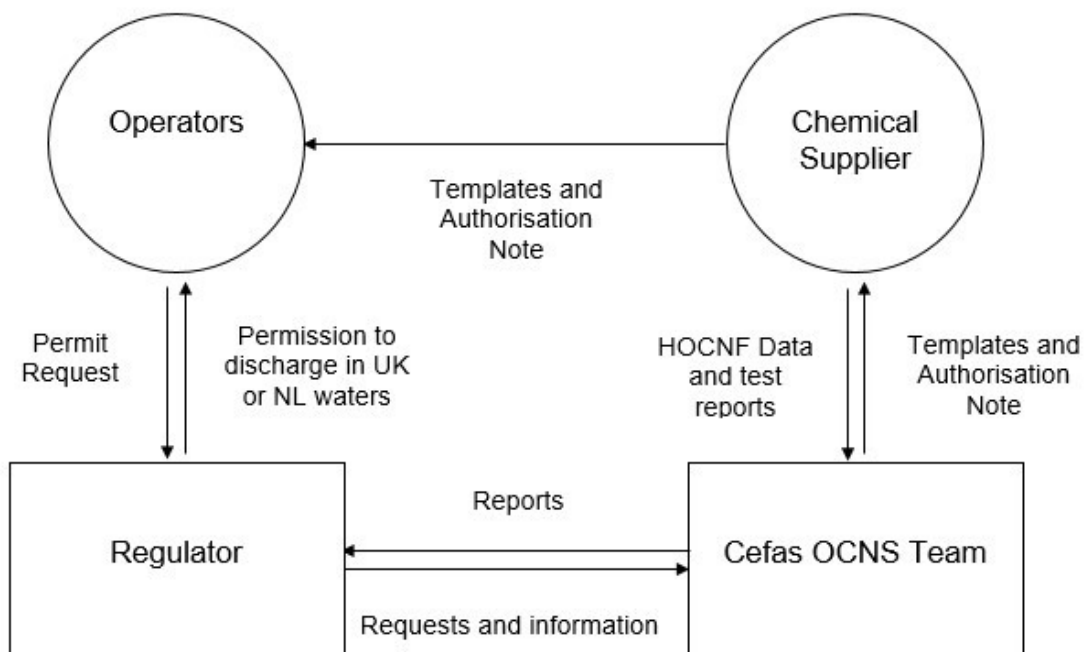 Operators
Chemical
Supplier
Templates and
Authorisation
Note
Permit
Request
Permission to
discharge in UK
or NL waters
HOCNF Data
and test
reports
Templates and
Authorisation
Note
Regulator
Reports
Cefas OCNS Team
Requests and information